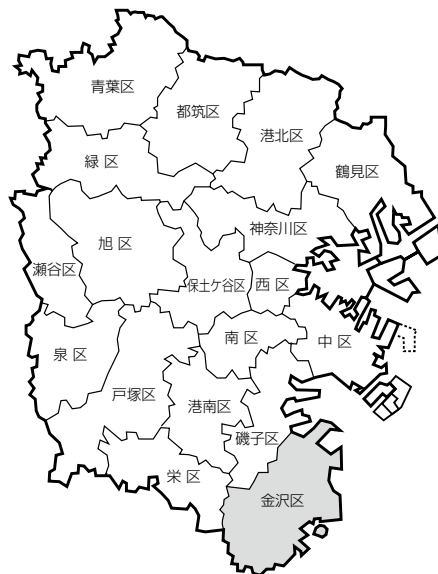 青葉区
都筑区
港北区
緑 区
鶴見区
神奈川区
旭 区
瀬谷区
保土ケ谷区
西 区
南 区
中 区
泉 区
戸塚区
港南区
磯子区
栄 区
金沢区